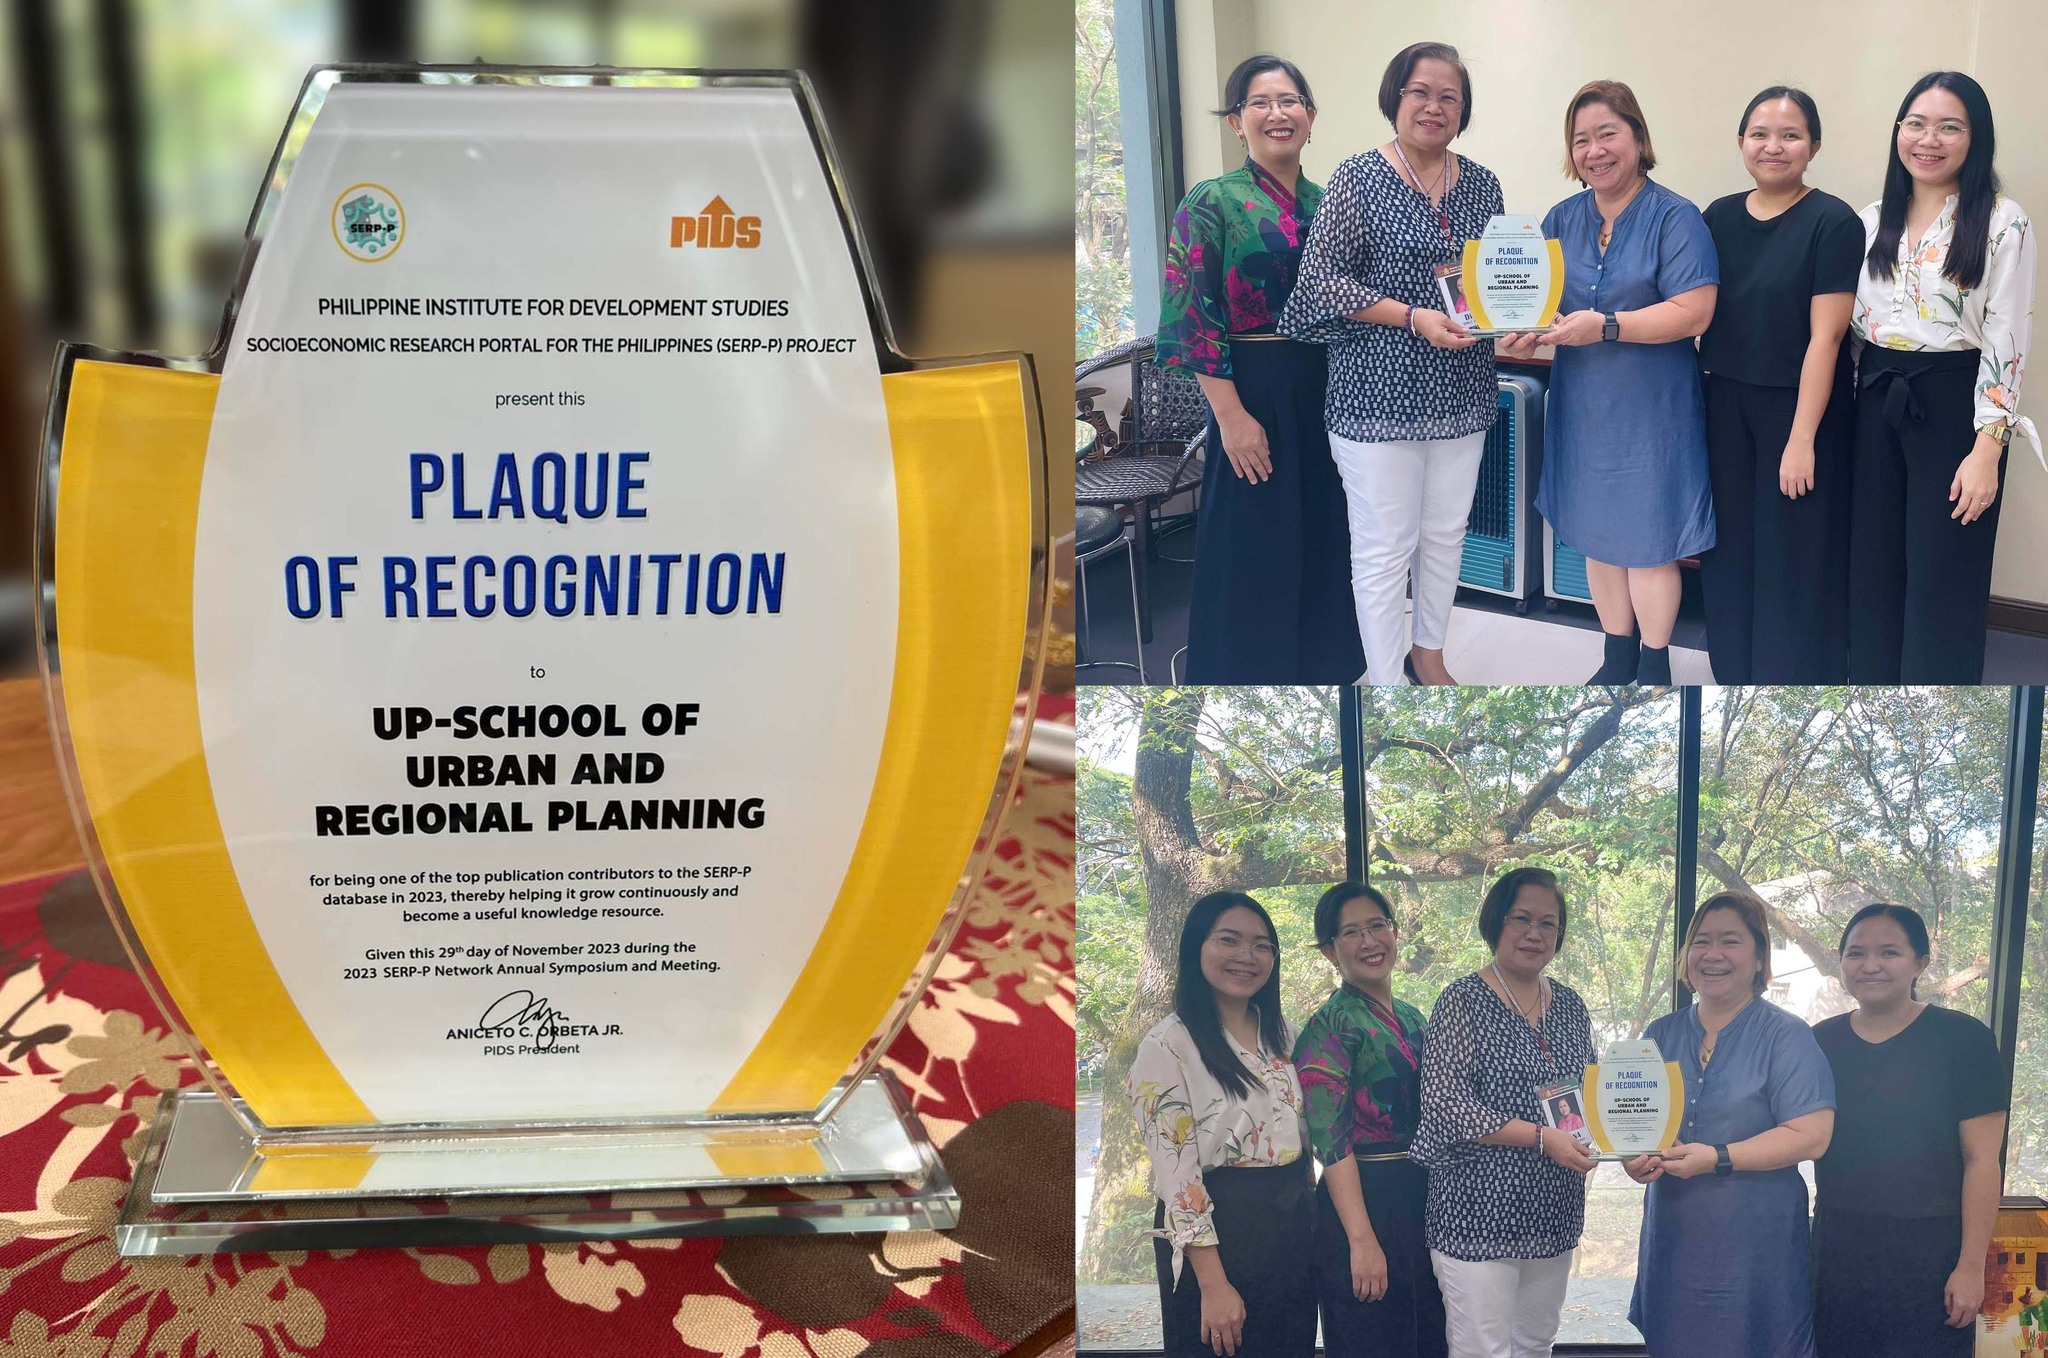 SERP-P
PIDS
PHILIPPINE INSTITUTE FOR DEVELOPMENT STUDIES
SOCIOECONOMIC RESEARCH PORTAL FOR THE PHILIPPINES (SERP-P) PROJECT
present this
PLAQUE
OF RECOGNITION
to
UP-SCHOOL OF
URBAN AND
REGIONAL PLANNING
for being one of the top publication contributors to the SERP-P
database in 2023, thereby helping it grow continuously and
become a useful knowledge resource.
Given this 29th day of November 2023 during the
2023 SERP-P Network Annual Symposium and Meeting.
ANICETO C. ORBETA JR.
PIDS President
PLAQUE
OF RECOGNITION
UP-SCHOOL OF
URBAN AND
REGIONAL PLANNING
PLAQUE
OF RECOGNITION
UP-SCHOOL OF
URBAN AND
REGIONAL PLANNING